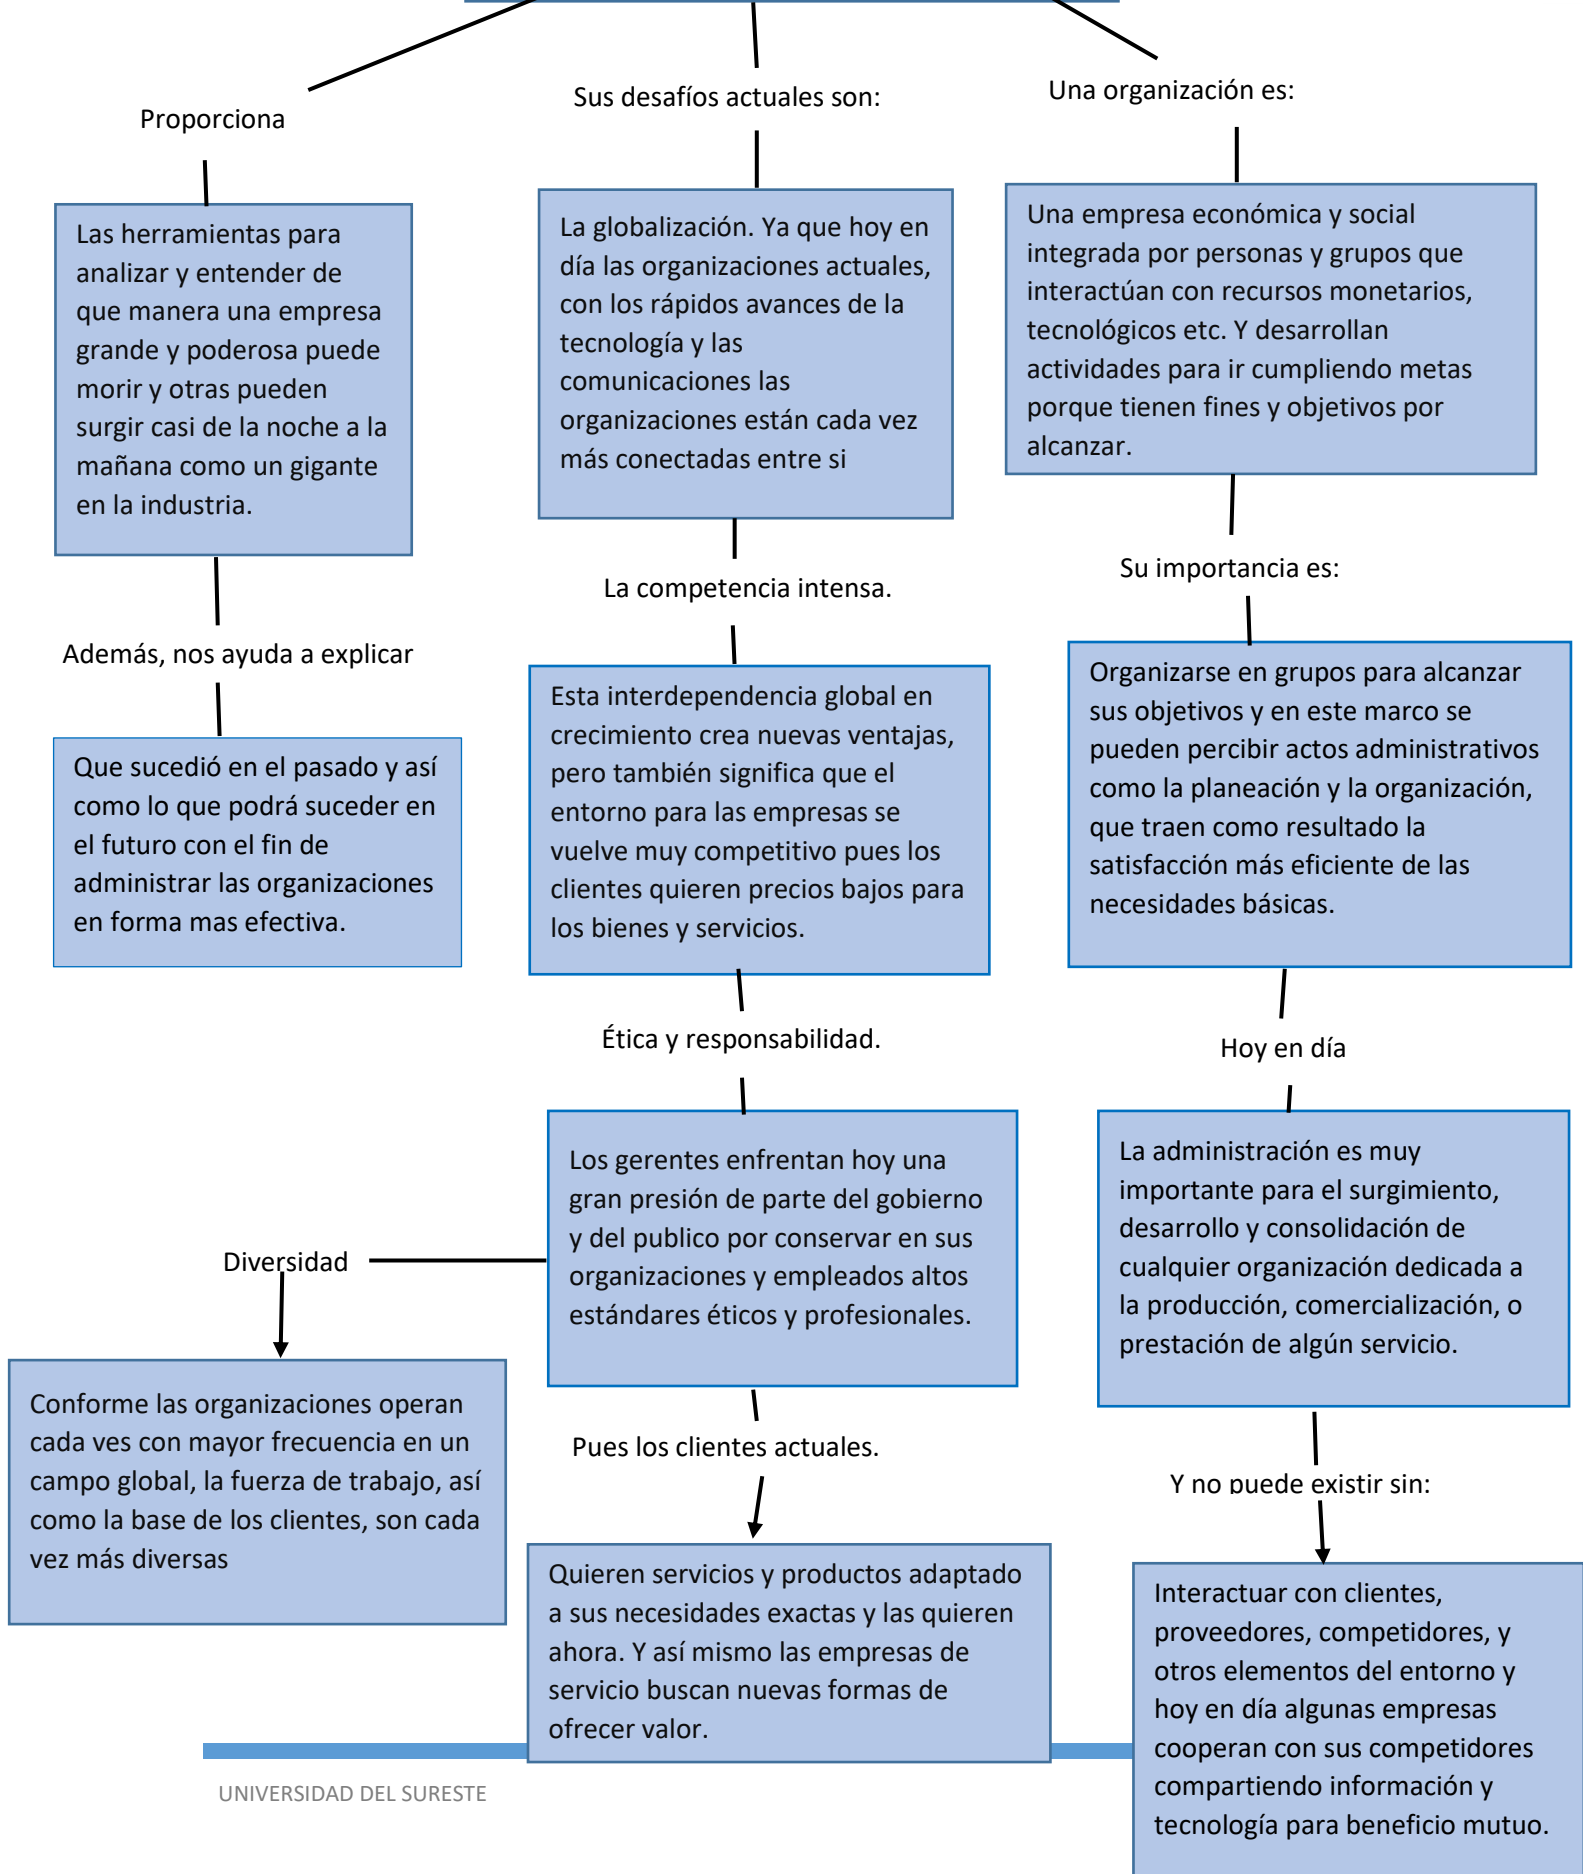 Proporciona
Las herramientas para
analizar y entender de
que manera una empresa
grande y poderosa puede
morir y otras pueden
surgir casi de la noche a la
mañana como un gigante
en la industria.
Además, nos ayuda a explicar
Que sucedió en el pasado y así
como lo que podrá suceder en
el futuro con el fin de
administrar las organizaciones
en forma mas efectiva.
Sus desafíos actuales son:
La globalización. Ya que hoy en
día las organizaciones actuales,
con los rápidos avances de la
tecnología y las
comunicaciones las
organizaciones están cada vez
más conectadas entre si
La competencia intensa.
Esta interdependencia global en
crecimiento crea nuevas ventajas,
pero también significa que el
entorno para las empresas se
vuelve muy competitivo pues los
clientes quieren precios bajos para
los bienes y servicios.
Ética y responsabilidad.
Los gerentes enfrentan hoy una
gran presión de parte del gobierno
y del publico por conservar en sus
organizaciones y empleados altos
estándares éticos y profesionales.
Diversidad
Conforme las organizaciones operan
cada ves con mayor frecuencia en un
campo global, la fuerza de trabajo, así
como la base de los clientes, son cada
vez más diversas
Pues los clientes actuales.
Quieren servicios y productos adaptado
a sus necesidades exactas y las quieren
ahora. Y así mismo las empresas de
servicio buscan nuevas formas de
ofrecer valor.
Una organización es:
Una empresa económica y social
integrada por personas y grupos que
interactúan con recursos monetarios,
tecnológicos etc. Y desarrollan
actividades para ir cumpliendo metas
porque tienen fines y objetivos por
alcanzar.
Su importancia es:
Organizarse en grupos para alcanzar
sus objetivos y en este marco se
pueden percibir actos administrativos
como la planeación y la organización,
que traen como resultado la
satisfacción más eficiente de las
necesidades básicas.
Hoy en día
La administración es muy
importante para el surgimiento,
desarrollo y consolidación de
cualquier organización dedicada a
la producción, comercialización, o
prestación de algún servicio.
Y no puede existir sin:
Interactuar con clientes,
proveedores, competidores, y
otros elementos del entorno y
hoy en día algunas empresas
cooperan con sus competidores
compartiendo información y
tecnología para beneficio mutuo.
UNIVERSIDAD DEL SURESTE